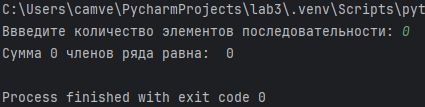 C:\Users\camve\PycharmProjects\lab3\.venv\Scripts\pyt
Ввведите количество элементов последовательности: 0
Сумма 0 членов ряда равна:  0
Process finished with exit code 0